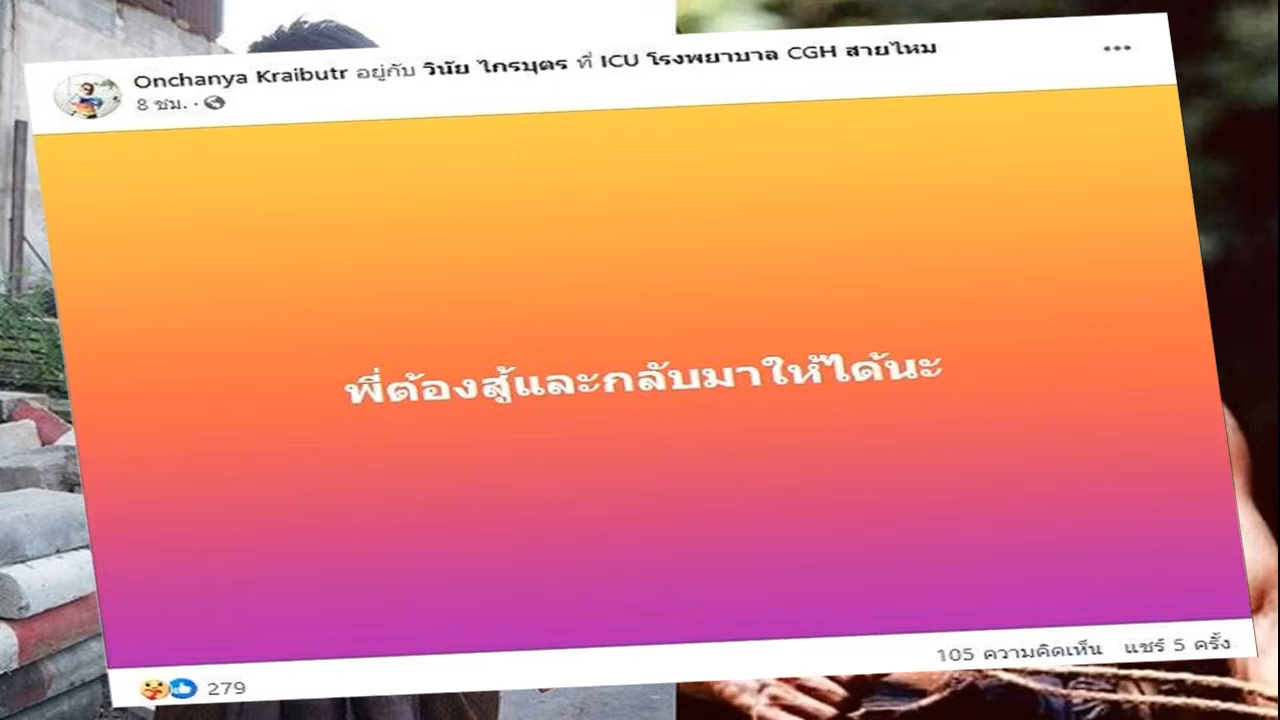 Onchanya Kraibutr อยู่กับ วินัย ไกรบุตร ที่ ICU โรงพยาบาล CGH สายไหม
8 ชม. ·
พี่ต้องสู้และกลับมาให้ได้นะ
105 ความคิดเห็น แชร์ 5 ครั้ง
279